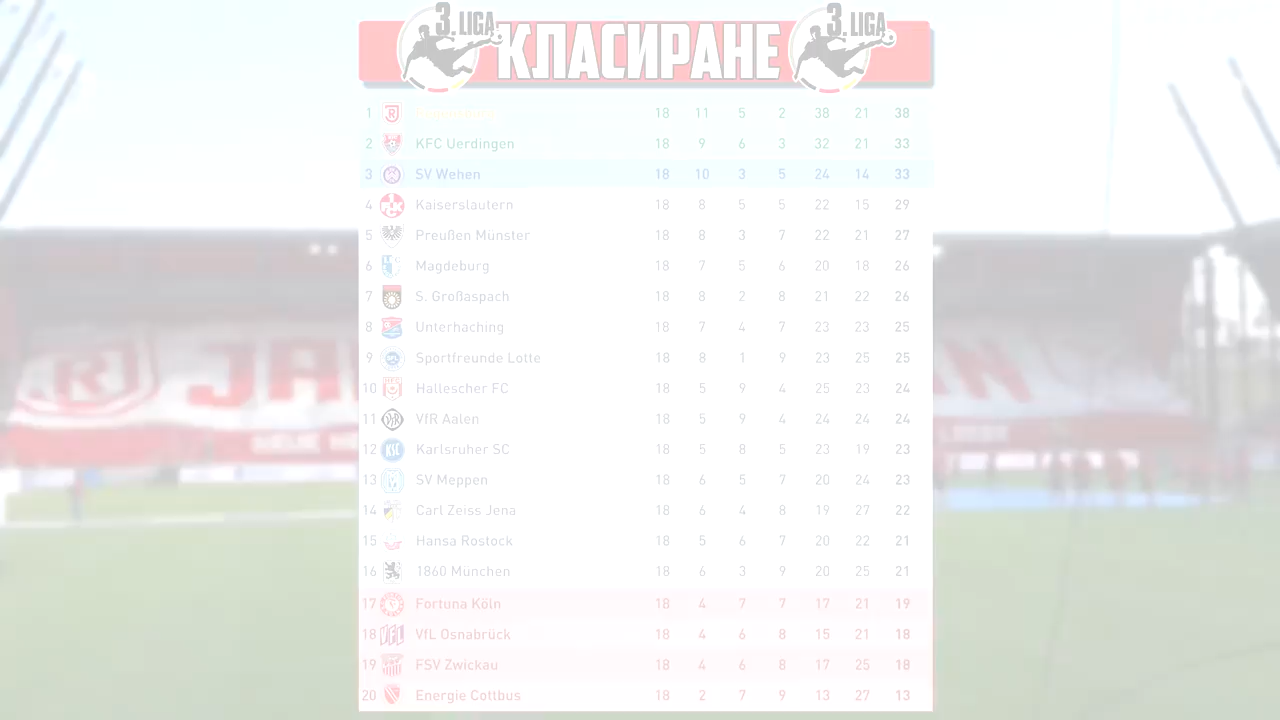 3. LIGA КЛАСИРАНЕ 3. LIGA
1 18 11 5 2 38 21 38
2 KFC Uerdingen 18 9 6 3 32 21 33
3 SV Wehen 18 10 3 5 24 14 33
4 Kaiserslautern 18 8 5 5 22 15 29
5 Preußen Münster 18 8 3 7 22 21 27
6 Magdeburg 18 7 5 6 20 18 26
7 S. Großaspach 18 8 2 8 21 22 26
8 Unterhaching 18 7 4 7 23 23 25
9 Sportfreunde Lotte 18 8 1 9 23 25 25
10 Hallescher FC 18 5 9 4 25 23 24
11 VfR Aalen 18 5 9 4 24 24 24
12 KSC Karlsruher SC 18 5 8 5 23 19 23
13 SV Meppen 18 6 5 7 20 24 23
14 Carl Zeiss Jena 18 6 4 8 19 27 22
15 Hansa Rostock 18 5 6 7 20 22 21
16 1860 München 18 6 3 9 20 25 21
17 Fortuna Köln 18 4 7 7 17 21 19
18 VfL VfL Osnabrück 18 4 6 8 15 21 18
19 FSV Zwickau 18 4 6 8 17 25 18
20 Energie Cottbus 18 2 7 9 13 27 13